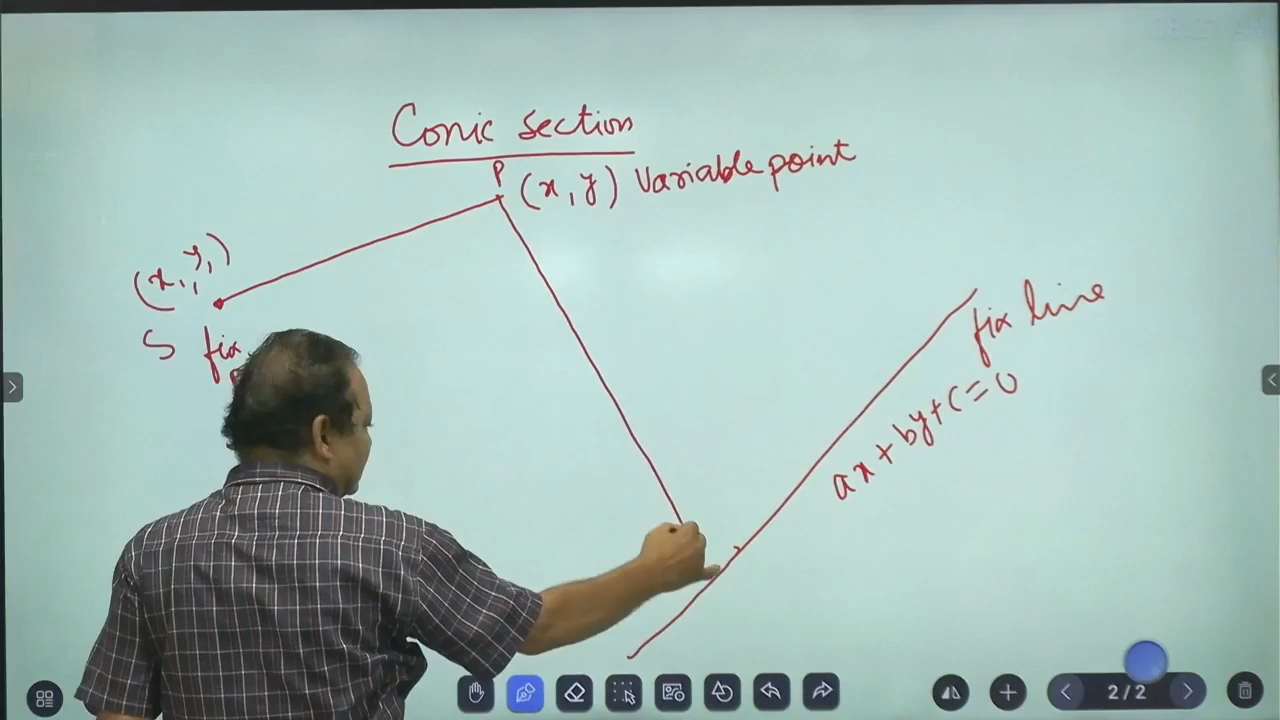 Conic Section
P
(x, y) Variable point
(x₁, y₁)
S fix
fix line
ax + by + c = 0
2 / 2